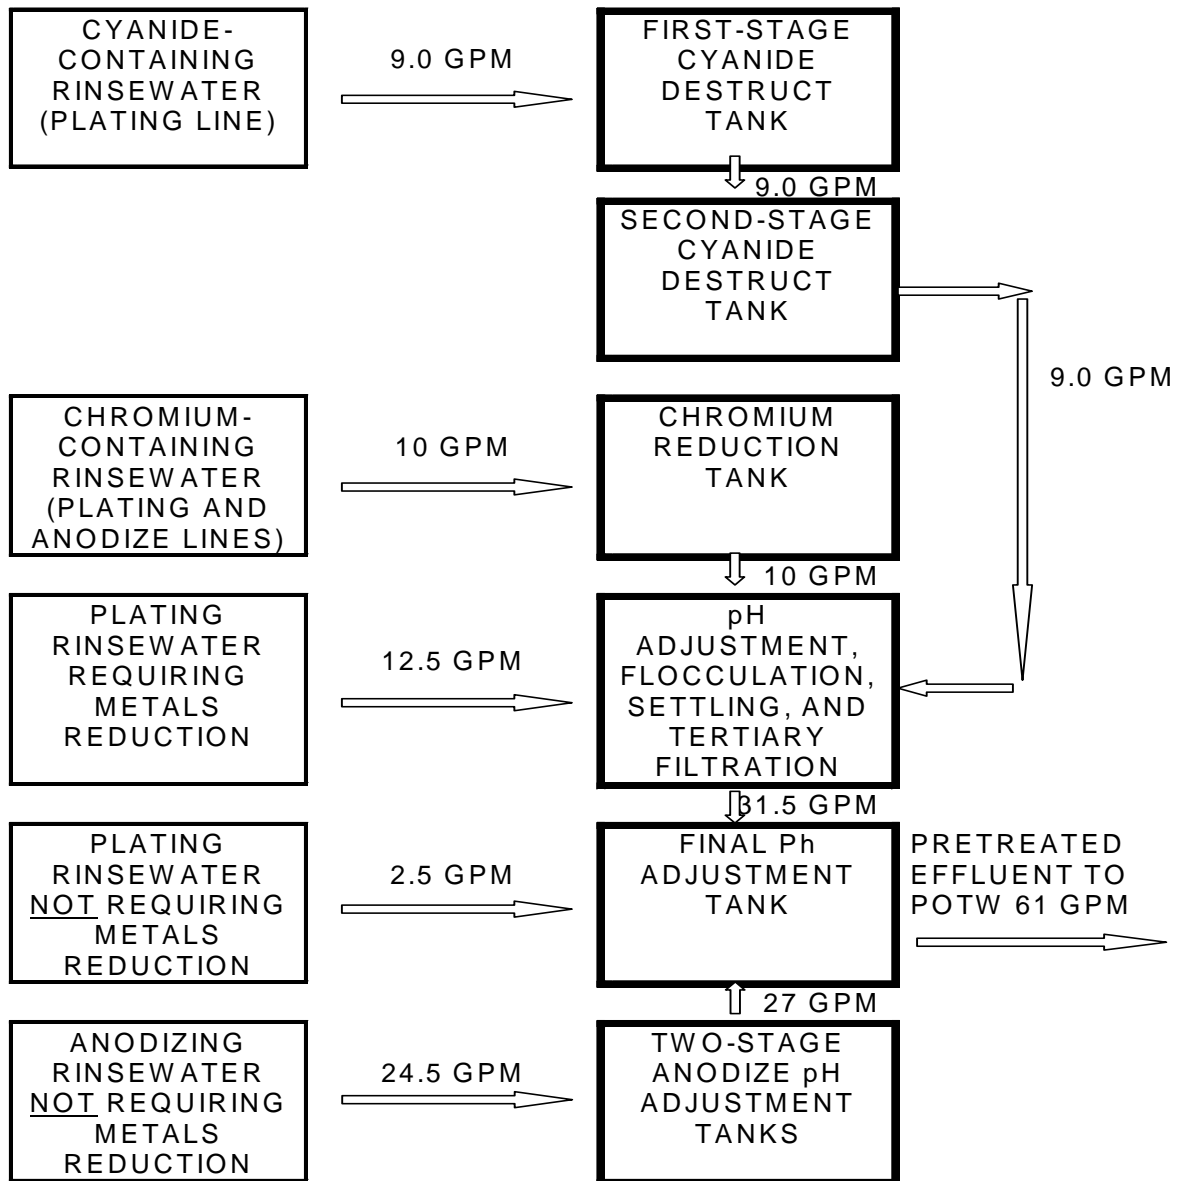 CYANIDE-
CONTAINING
RINSEWATER
(PLATING LINE)
9.0 GPM
FIRST-STAGE
CYANIDE
DESTRUCT
TANK
9.0 GPM
SECOND-STAGE
CYANIDE
DESTRUCT
TANK
9.0 GPM
CHROMIUM-
CONTAINING
RINSEWATER
(PLATING AND
ANODIZE LINES)
10 GPM
CHROMIUM
REDUCTION
TANK
10 GPM
PLATING
RINSEWATER
REQUIRING
METALS
REDUCTION
12.5 GPM
pH
ADJUSTMENT,
FLOCCULATION,
SETTLING, AND
TERTIARY
FILTRATION
31.5 GPM
PLATING
RINSEWATER
NOT REQUIRING
METALS
REDUCTION
2.5 GPM
FINAL Ph
ADJUSTMENT
TANK
PRETREATED
EFFLUENT TO
POTW 61 GPM
27 GPM
ANODIZING
RINSEWATER
NOT REQUIRING
METALS
REDUCTION
24.5 GPM
TWO-STAGE
ANODIZE pH
ADJUSTMENT
TANKS